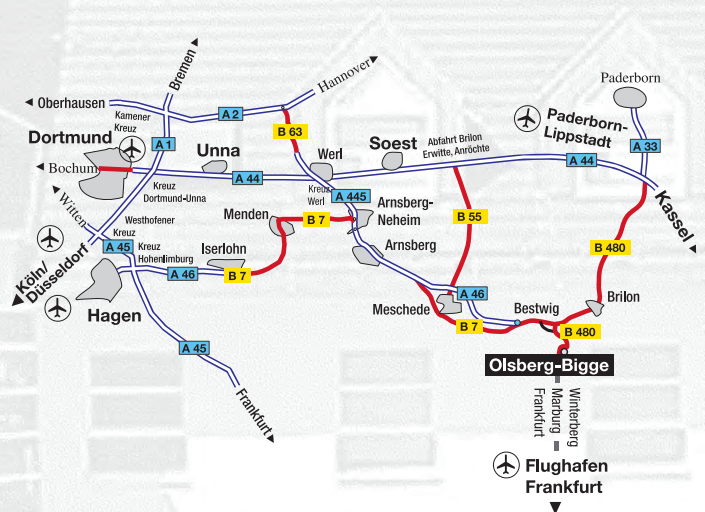 Bremen
Hannover
Oberhausen
Kamener
Kreuz
A 2
Paderborn
B 63
Dortmund
A 1
Unna
Werl
Soest
Abfahrt Brilon
Erwitte, Anröchte
Paderborn-
Lippstadt
A 33
Bochum
A 44
A 44
Kreuz
Dortmund-Unna
Kreuz
Werl
A 445
Witten
Westhofener
Kreuz
Menden
B 7
Arnsberg-
Neheim
B 55
Kassel
A 45
Kreuz
Hohenlimburg
Iserlohn
Arnsberg
B 480
Köln/
Düsseldorf
A 46
B 7
Hagen
Meschede
A 46
B 7
Bestwig
Brilon
B 480
A 45
Olsberg-Bigge
Frankfurt
Winterberg
Marburg
Frankfurt
Flughafen
Frankfurt